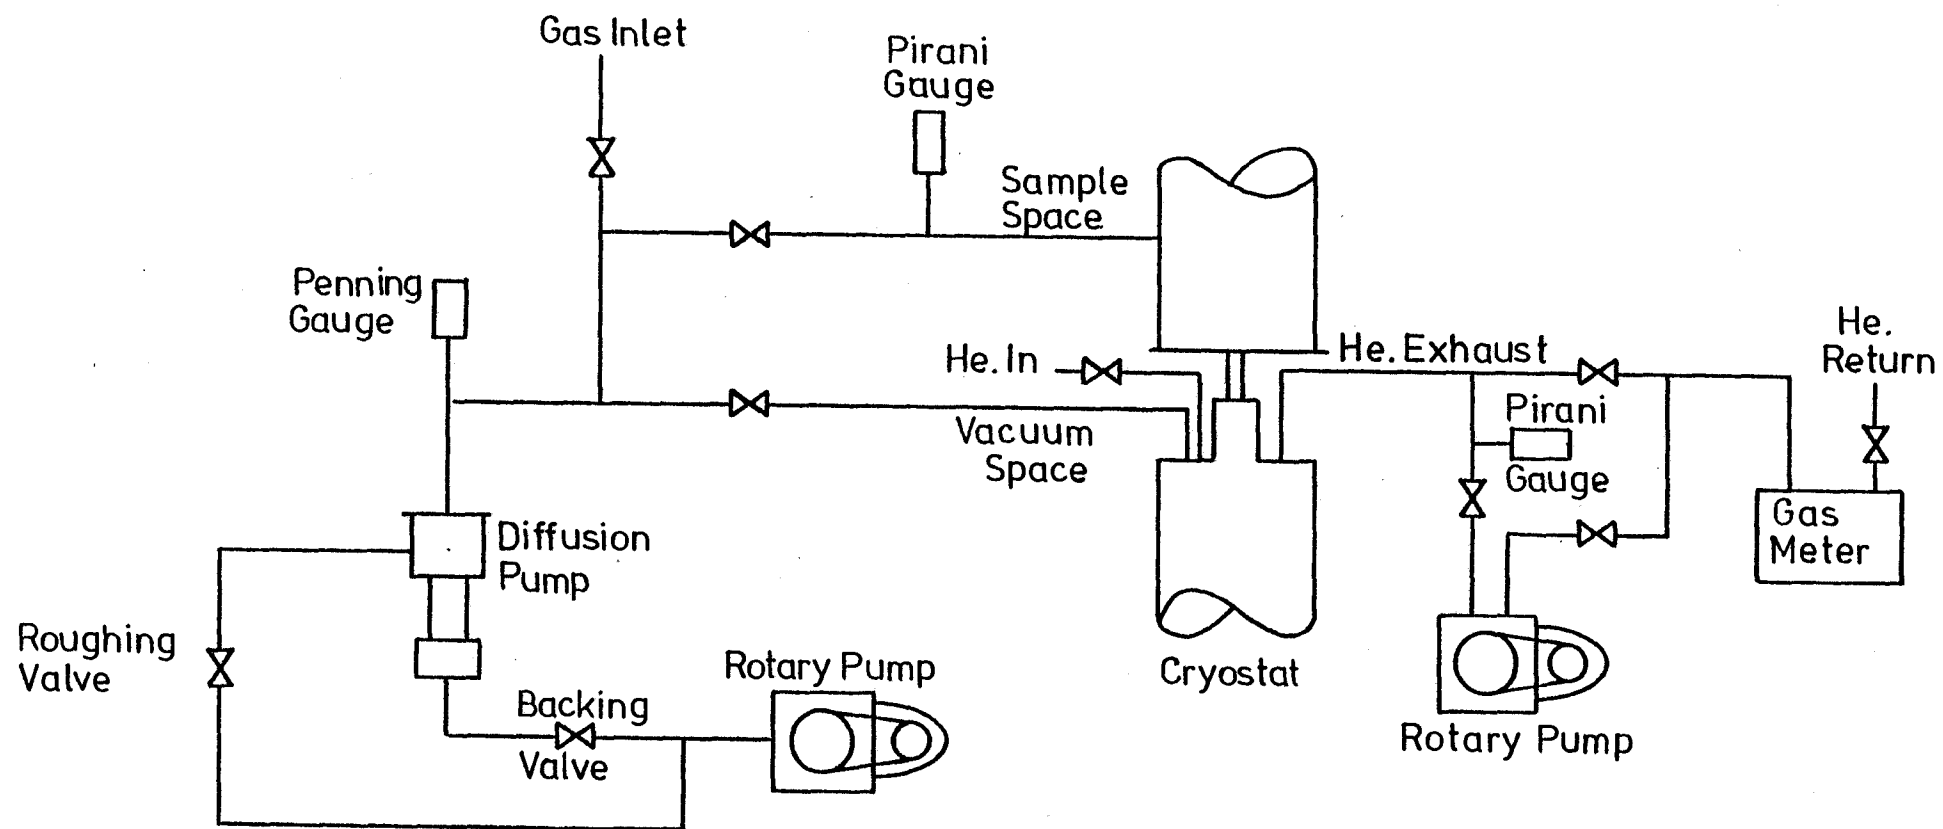 Gas Inlet
Pirani
Gauge
Sample
Space
Penning
Gauge
He. In
He. Exhaust
He.
Return
Pirani
Gauge
Vacuum
Space
Gas
Meter
Diffusion
Pump
Roughing
Valve
Rotary Pump
Cryostat
Backing
Valve
Rotary Pump